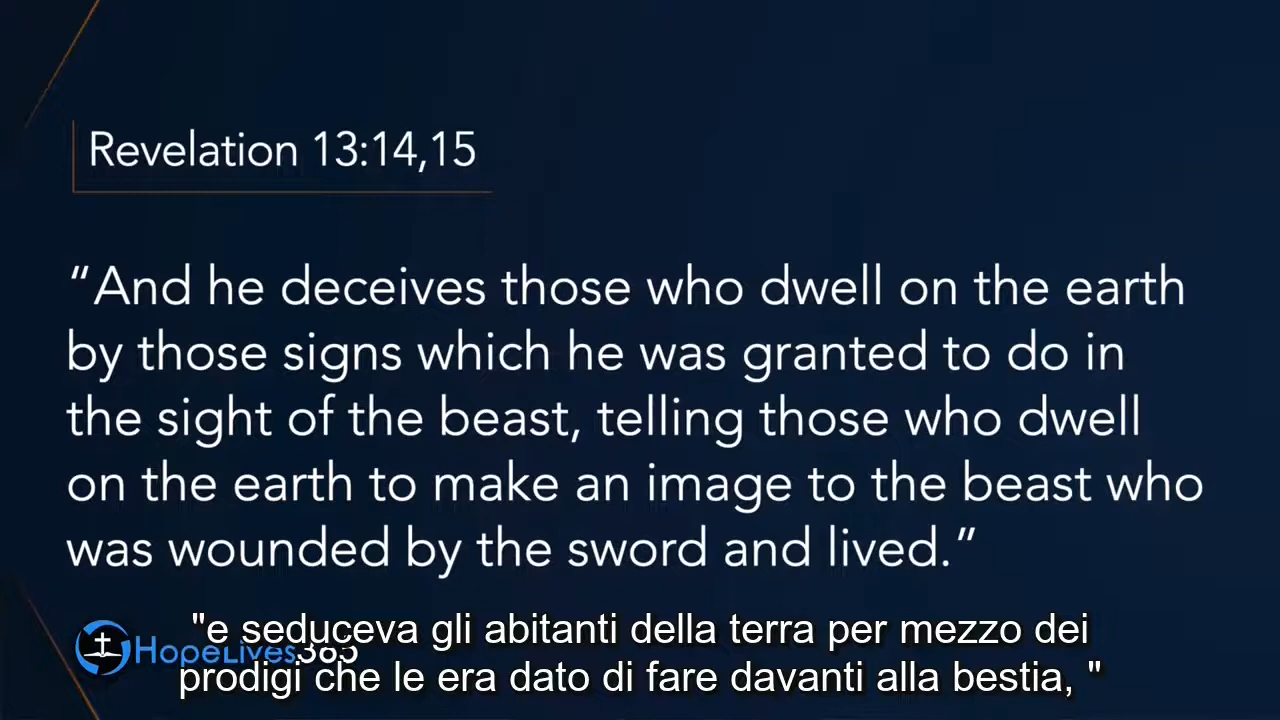 Revelation 13:14,15
“And he deceives those who dwell on the earth
by those signs which he was granted to do in
the sight of the beast, telling those who dwell
on the earth to make an image to the beast who
was wounded by the sword and lived.”
HopeLives365
"e seduceva gli abitanti della terra per mezzo dei
prodigi che le era dato di fare davanti alla bestia, "